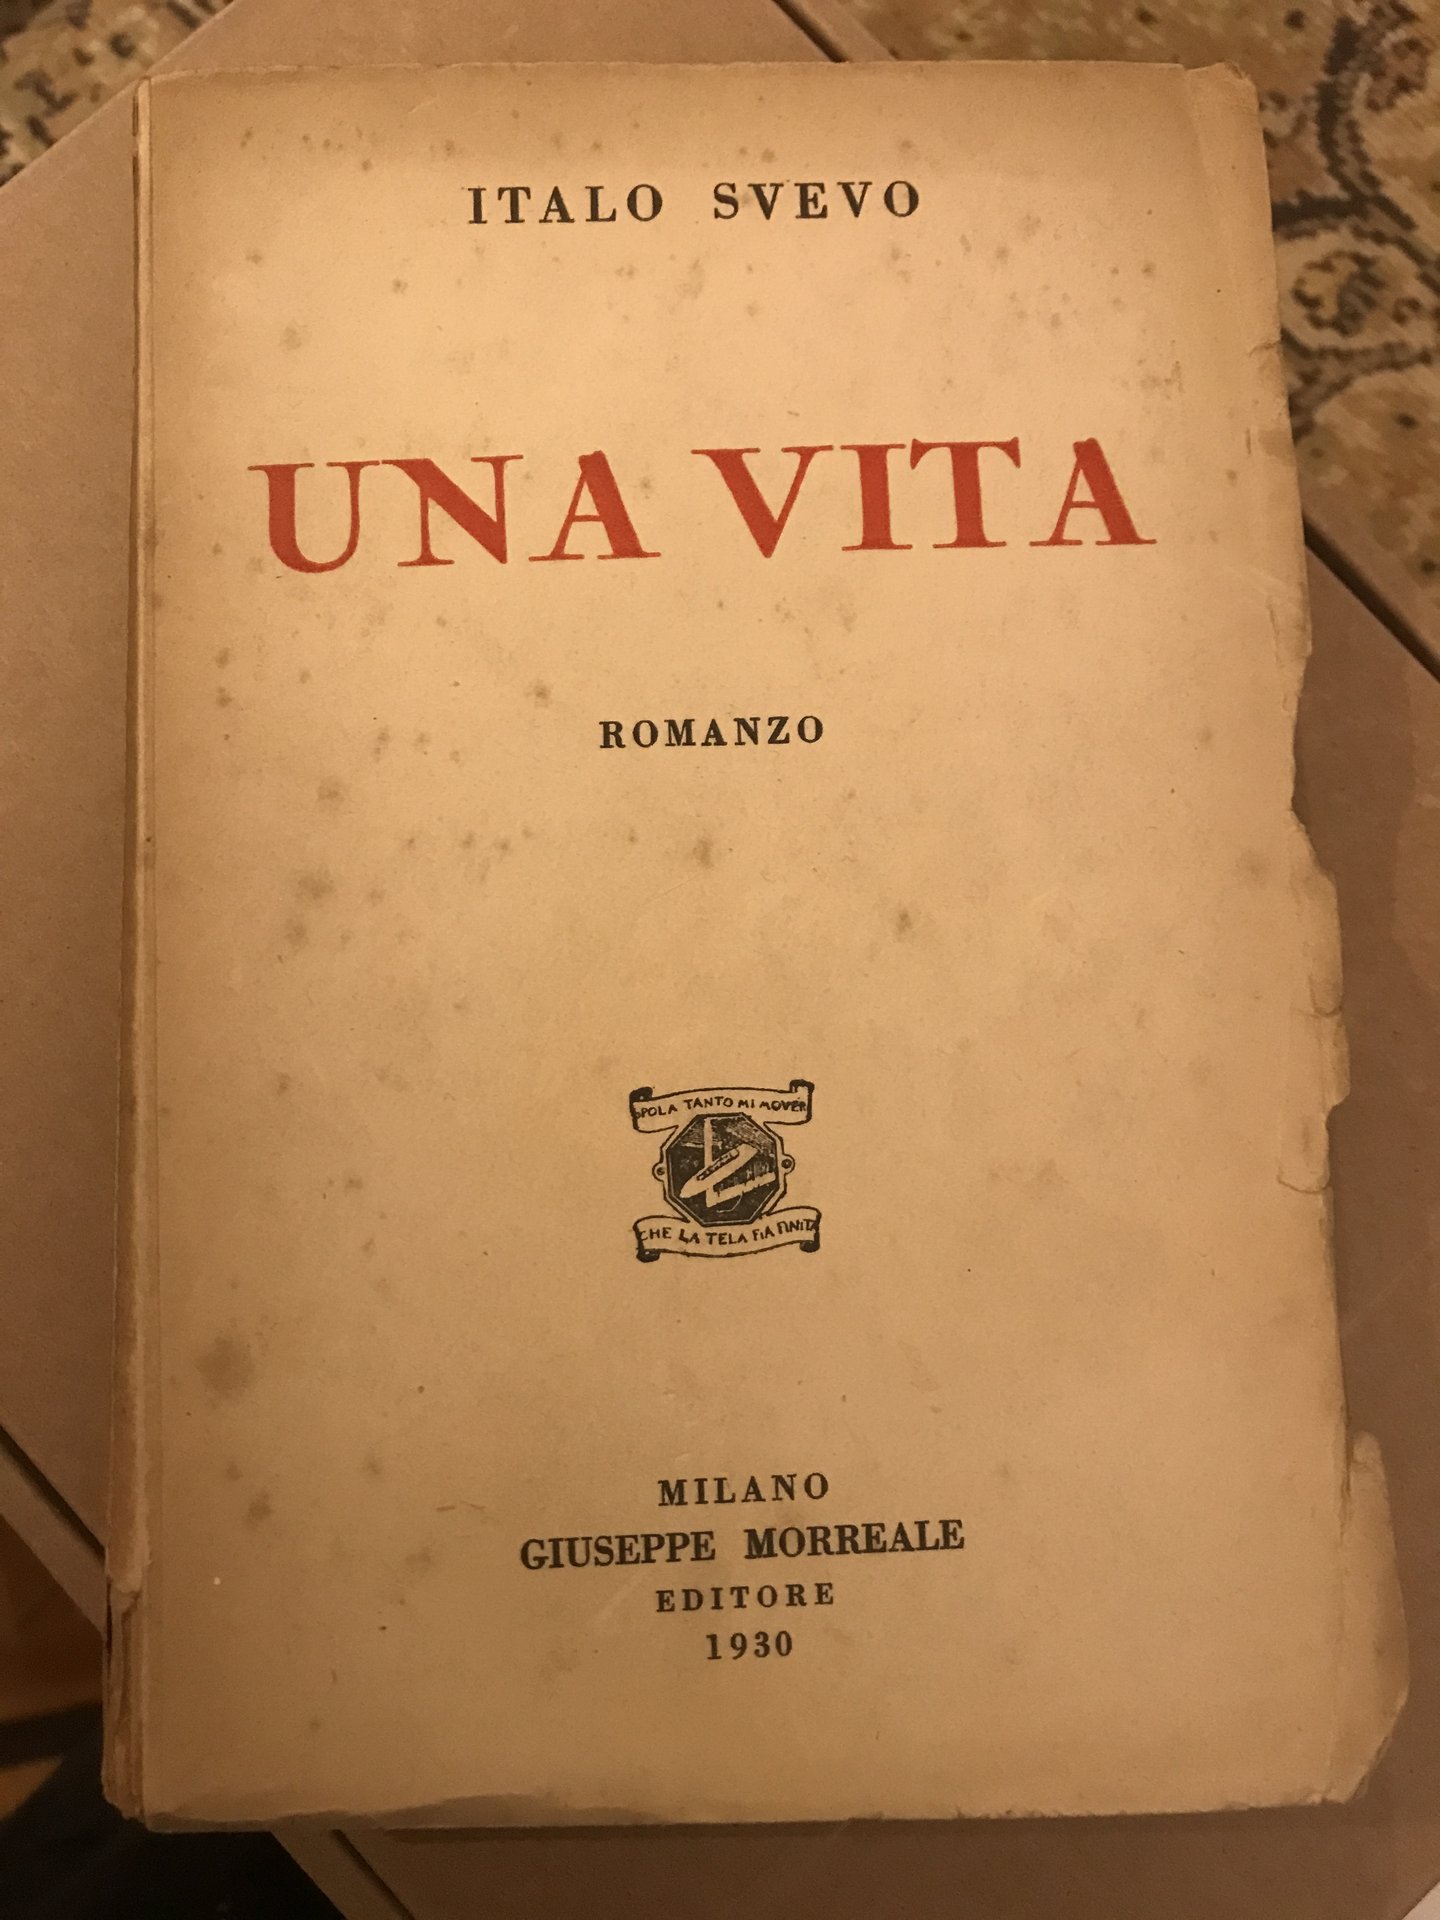 ITALO SVEVO
UNA VITA
ROMANZO
SPOLA TANTO MI MOVER
CHE LA TELA FIA FINITA
MILANO
GIUSEPPE MORREALE
EDITORE
1930